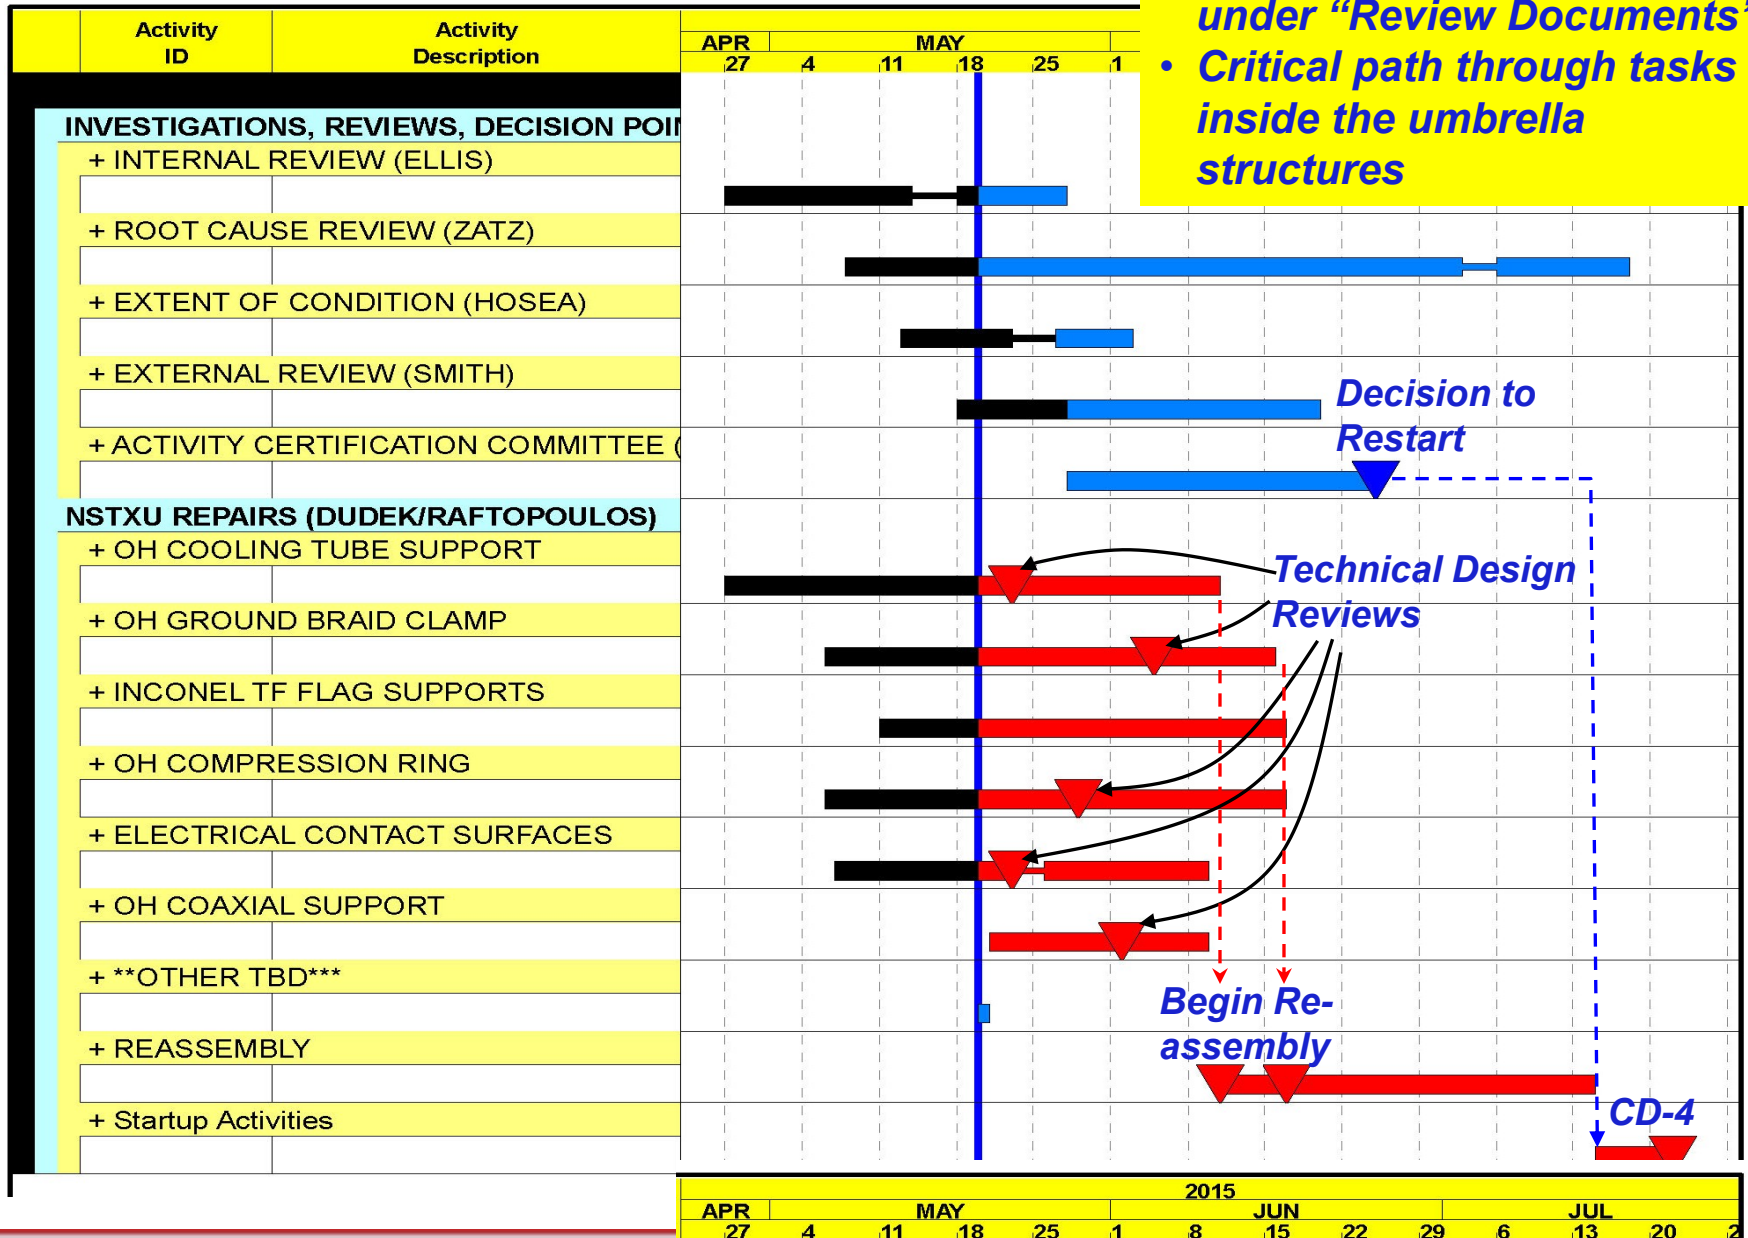 under “Review Documents”
• Critical path through tasks
inside the umbrella
structures
Activity
ID
Activity
Description
APR MAY
27 4 11 18 25 1
INVESTIGATIONS, REVIEWS, DECISION POI
+ INTERNAL REVIEW (ELLIS)
+ ROOT CAUSE REVIEW (ZATZ)
+ EXTENT OF CONDITION (HOSEA)
+ EXTERNAL REVIEW (SMITH)
Decision to
Restart
+ ACTIVITY CERTIFICATION COMMITTEE (
NSTXU REPAIRS (DUDEK/RAFTOPOULOS)
+ OH COOLING TUBE SUPPORT
Technical Design
Reviews
+ OH GROUND BRAID CLAMP
+ INCONEL TF FLAG SUPPORTS
+ OH COMPRESSION RING
+ ELECTRICAL CONTACT SURFACES
+ OH COAXIAL SUPPORT
+ **OTHER TBD***
Begin Re-
assembly
+ REASSEMBLY
+ Startup Activities
CD-4
2015
APR MAY JUN JUL
27 4 11 18 25 1 8 15 22 29 6 13 20 2